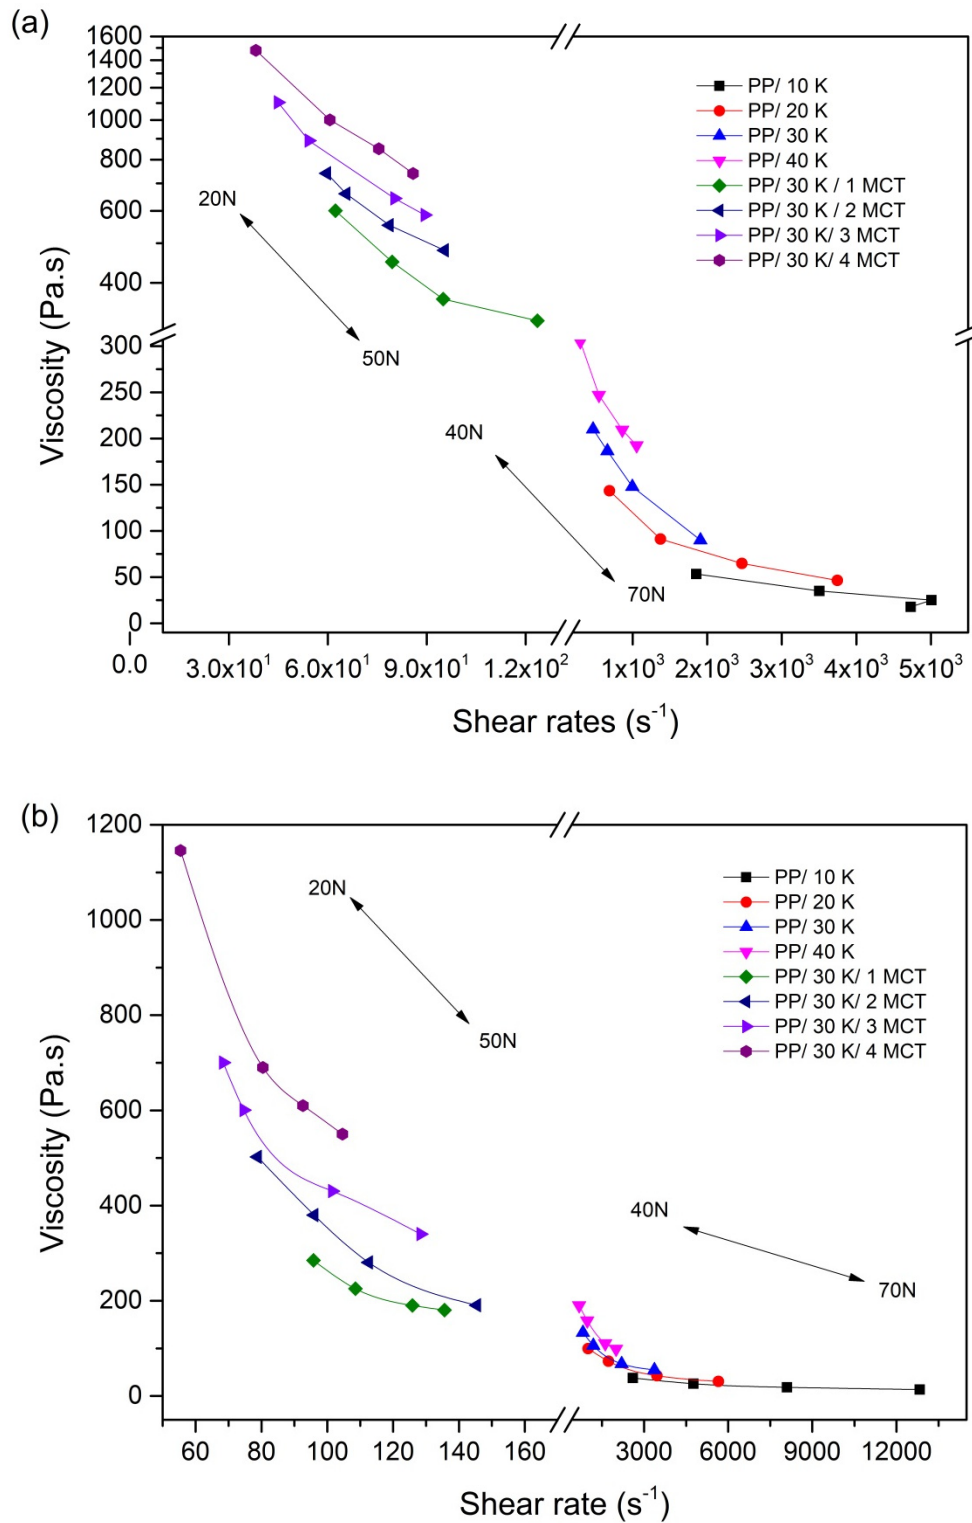 (a)
1600
1400
1200
1000
800
600
400
300
250
200
150
100
50
0
Viscosity (Pa.s)
PP/ 10 K
PP/ 20 K
PP/ 30 K
PP/ 40 K
PP/ 30 K / 1 MCT
PP/ 30 K / 2 MCT
PP/ 30 K/ 3 MCT
PP/ 30 K/ 4 MCT
20N
50N
40N
70N
0.0 3.0x10¹ 6.0x10¹ 9.0x10¹ 1.2x10² 1x10³ 2x10³ 3x10³ 4x10³ 5x10³
Shear rates (s⁻¹)
(b)
1200
1000
800
600
400
200
0
Viscosity (Pa.s)
PP/ 10 K
PP/ 20 K
PP/ 30 K
PP/ 40 K
PP/ 30 K/ 1 MCT
PP/ 30 K/ 2 MCT
PP/ 30 K/ 3 MCT
PP/ 30 K/ 4 MCT
20N
50N
40N
70N
60 80 100 120 140 160 3000 6000 9000 12000
Shear rate (s⁻¹)